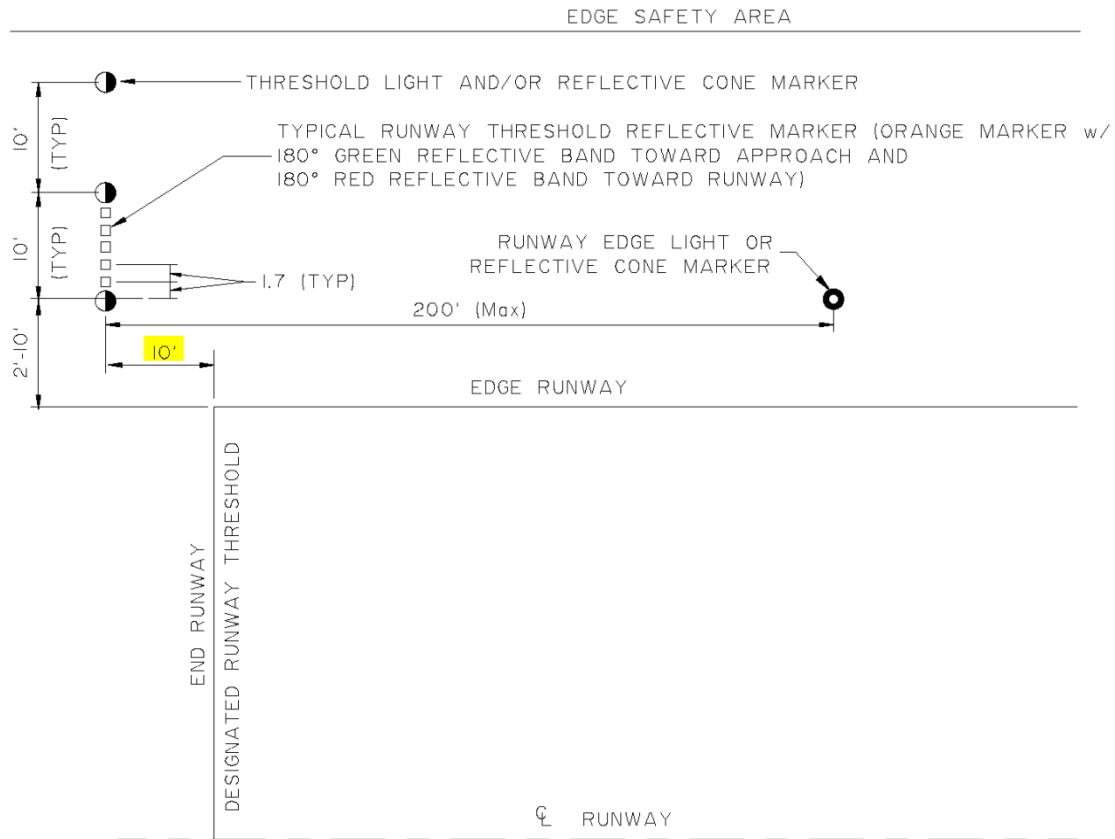 EDGE SAFETY AREA
THRESHOLD LIGHT AND/OR REFLECTIVE CONE MARKER
10'
(TYP)
TYPICAL RUNWAY THRESHOLD REFLECTIVE MARKER (ORANGE MARKER w/
180° GREEN REFLECTIVE BAND TOWARD APPROACH AND
180° RED REFLECTIVE BAND TOWARD RUNWAY)
10'
(TYP)
RUNWAY EDGE LIGHT OR
REFLECTIVE CONE MARKER
1.7 (TYP)
200' (Max)
2'-10'
10'
EDGE RUNWAY
END RUNWAY
DESIGNATED RUNWAY THRESHOLD
℄ RUNWAY